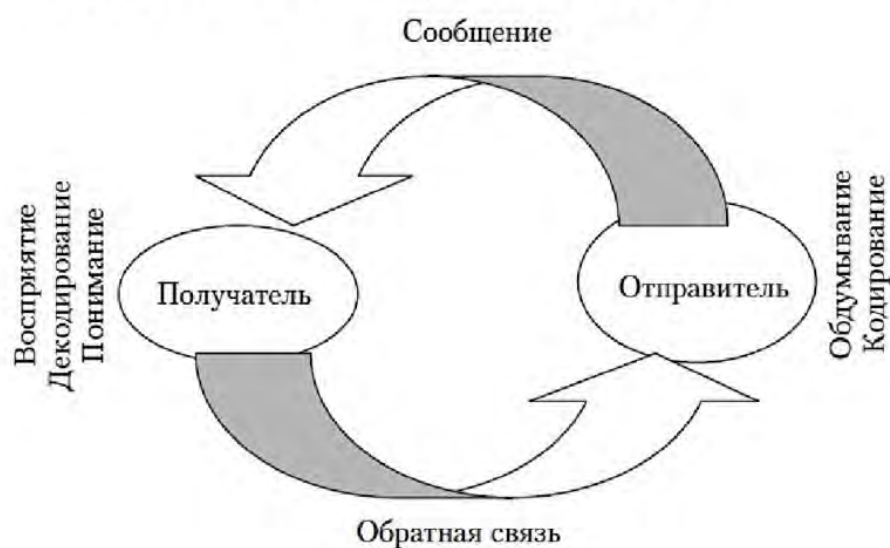 Сообщение
Восприятие
Декодирование
Понимание
Получатель
Отправитель
Обдумывание
Кодирование
Обратная связь